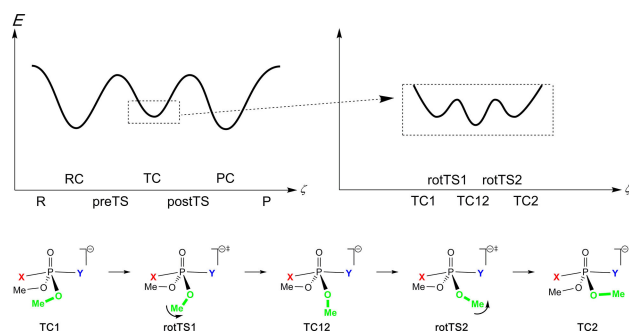 E
RC TC PC
R preTS postTS P ζ
rotTS1 rotTS2
TC1 TC12 TC2 ζ
O ⊖ O ⊖‡ O ⊖ O ⊖‡ O ⊖
X P Y X P Y X P Y X P Y X P Y
MeO O MeO O MeO O MeO O MeO O Me
Me Me Me Me
TC1 rotTS1 TC12 rotTS2 TC2